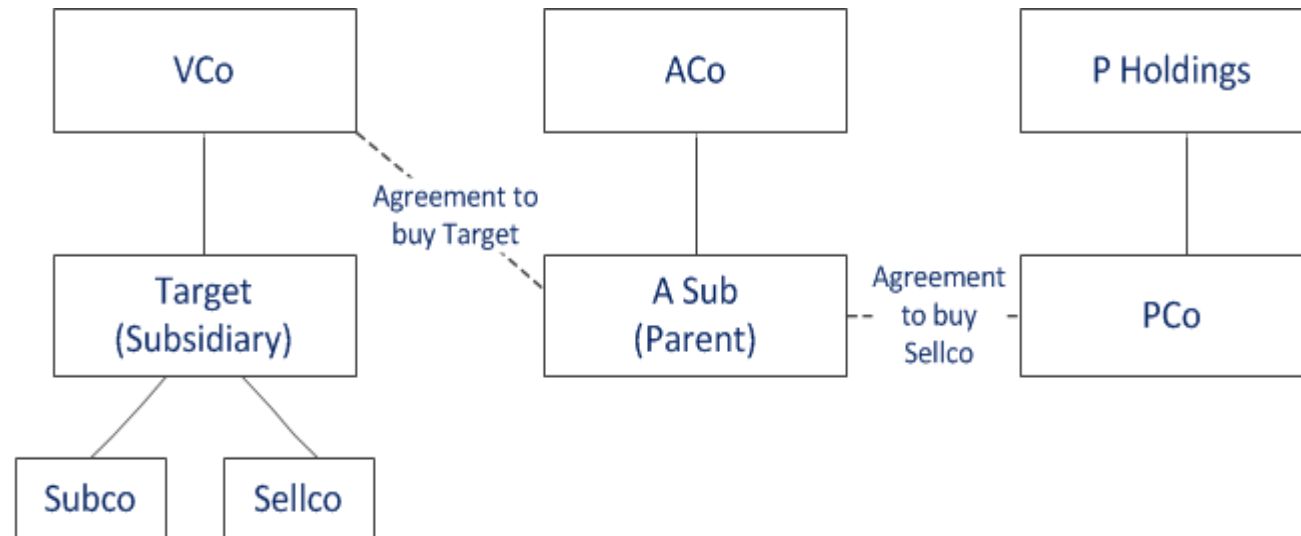 VCo
ACo
P Holdings
Agreement to
buy Target
Target
(Subsidiary)
A Sub
(Parent)
Agreement
to buy
Sellco
PCo
Subco
Sellco